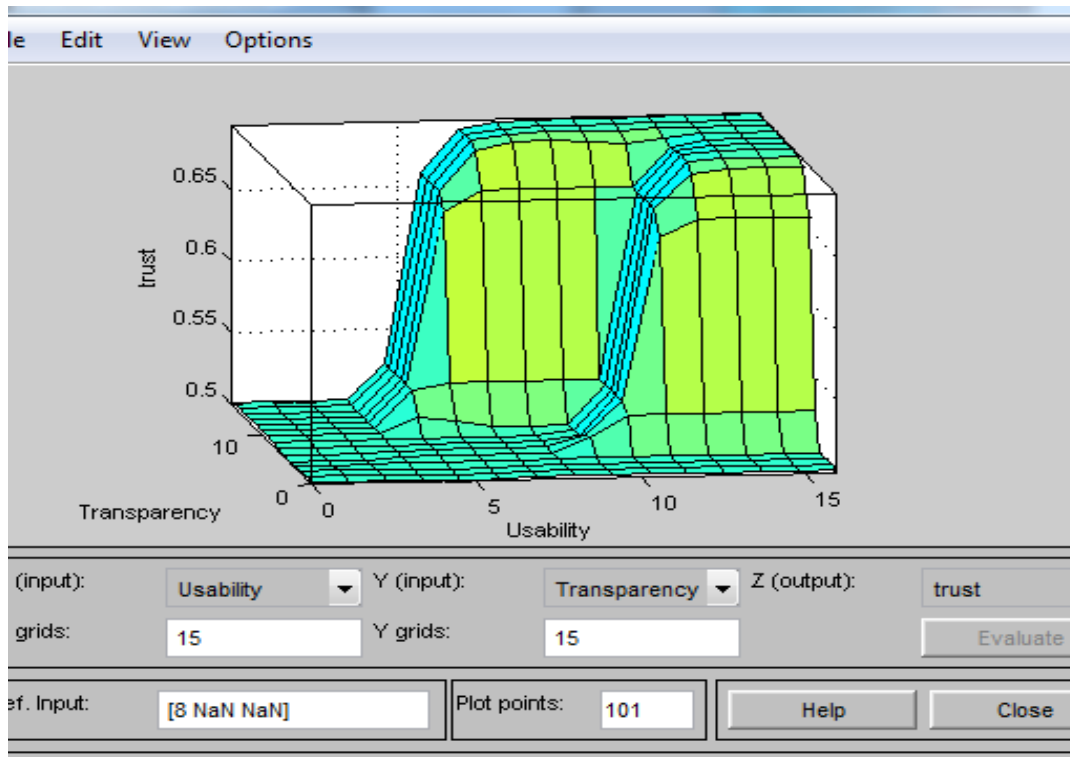 le Edit View Options
0.65
0.6
0.55
0.5
trust
10
0
Transparency
0 5 10 15
Usability
(input): Usability Y (input): Transparency Z (output): trust
grids: 15 Y grids: 15 Evaluate
ef. Input: [8 NaN NaN] Plot points: 101 Help Close